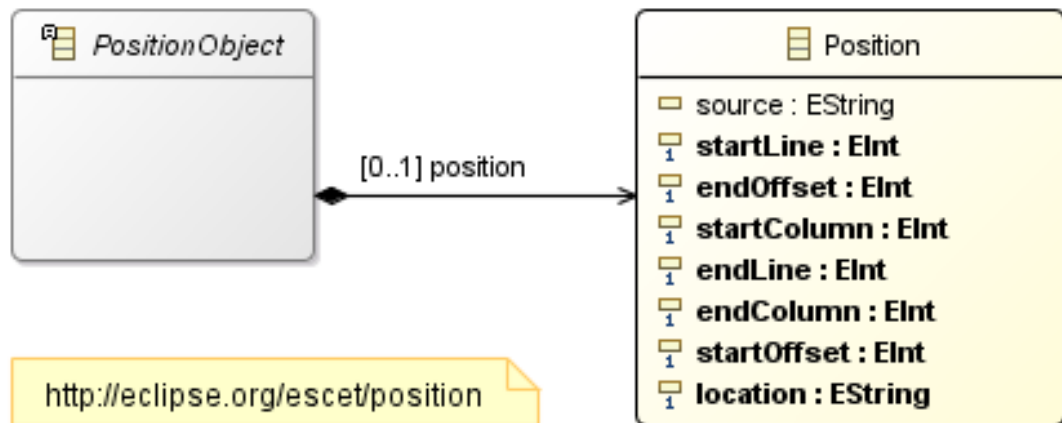 PositionObject
[0..1] position
Position
source : EString
startLine : EInt
endOffset : EInt
startColumn : EInt
endLine : EInt
endColumn : EInt
startOffset : EInt
location : EString
http://eclipse.org/escet/position